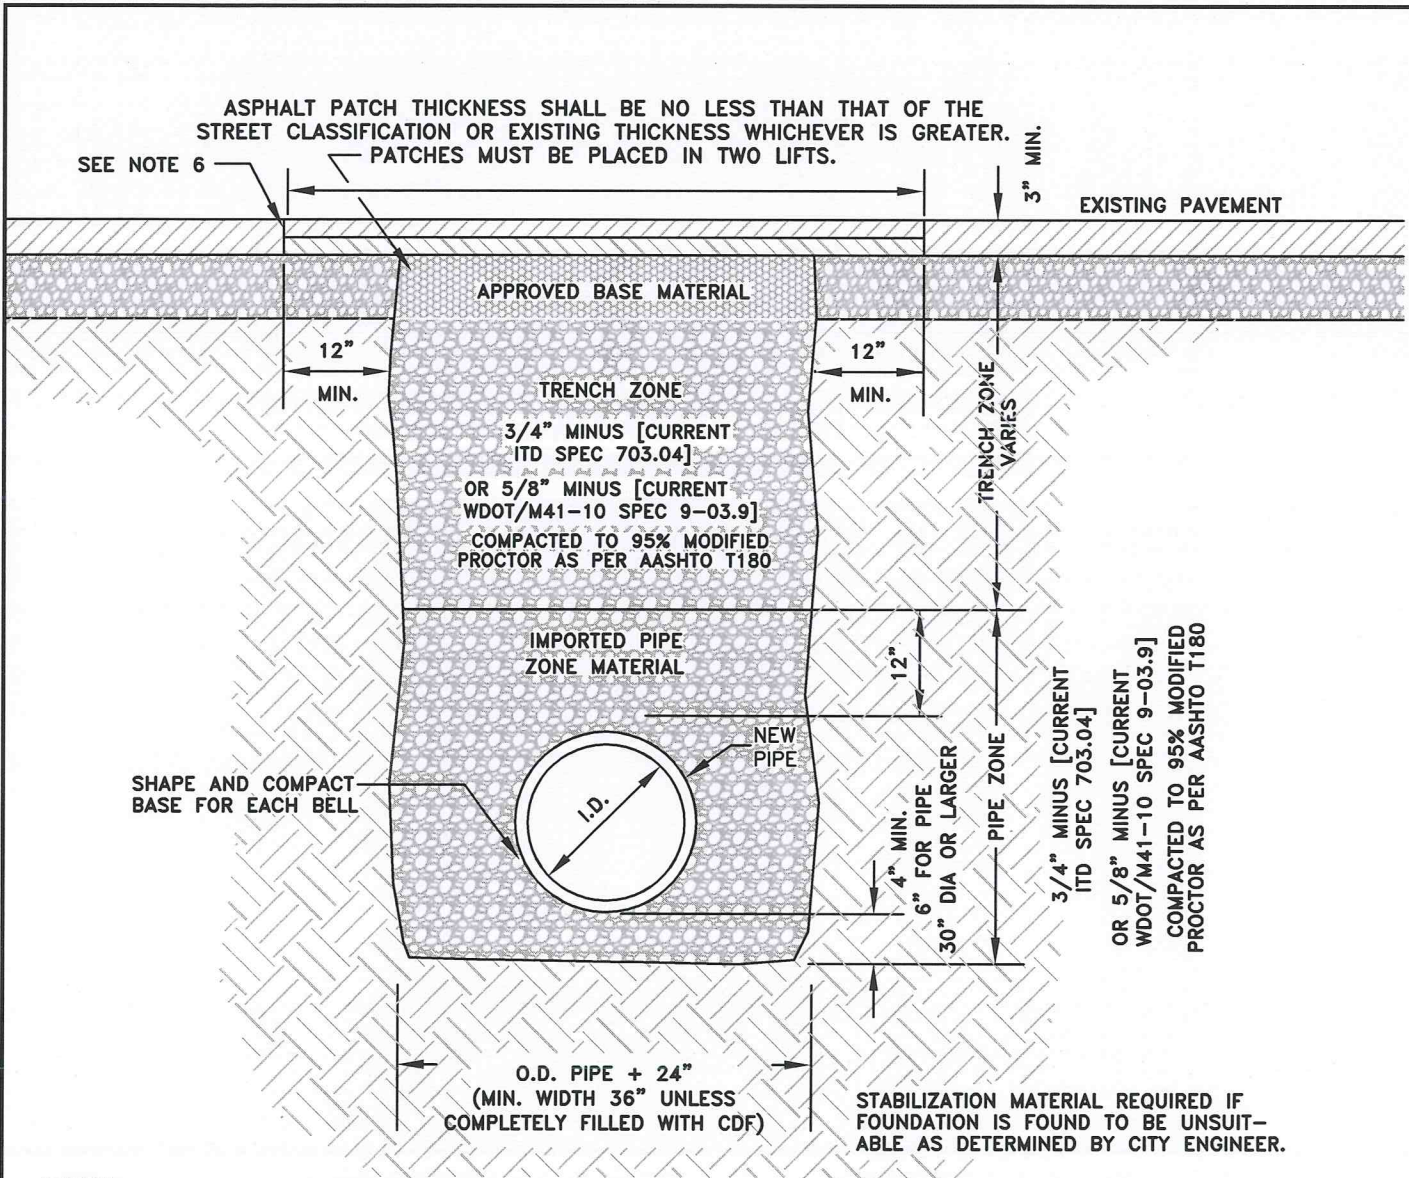 ASPHALT PATCH THICKNESS SHALL BE NO LESS THAN THAT OF THE
STREET CLASSIFICATION OR EXISTING THICKNESS WHICHEVER IS GREATER.
PATCHES MUST BE PLACED IN TWO LIFTS.
SEE NOTE 6
3" MIN.
EXISTING PAVEMENT
APPROVED BASE MATERIAL
12"
MIN.
12"
MIN.
TRENCH ZONE
3/4" MINUS [CURRENT
ITD SPEC 703.04]
OR 5/8" MINUS [CURRENT
WDOT/M41-10 SPEC 9-03.9]
COMPACTED TO 95% MODIFIED
PROCTOR AS PER AASHTO T180
TRENCH ZONE
VARIES
IMPORTED PIPE
ZONE MATERIAL
12"
NEW
PIPE
SHAPE AND COMPACT
BASE FOR EACH BELL
I.D.
4" MIN.
6" FOR PIPE
30" DIA OR LARGER
PIPE ZONE
3/4" MINUS [CURRENT
ITD SPEC 703.04]
OR 5/8" MINUS [CURRENT
WDOT/M41-10 SPEC 9-03.9]
COMPACTED TO 95% MODIFIED
PROCTOR AS PER AASHTO T180
O.D. PIPE + 24"
(MIN. WIDTH 36" UNLESS
COMPLETELY FILLED WITH CDF)
STABILIZATION MATERIAL REQUIRED IF
FOUNDATION IS FOUND TO BE UNSUIT-
ABLE AS DETERMINED BY CITY ENGINEER.